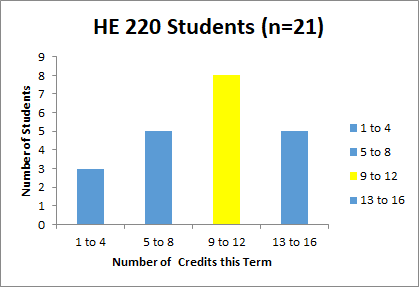 HE 220 Students (n=21)
Number of Students
9
8
7
6
5
4
3
2
1
0
1 to 4 5 to 8 9 to 12 13 to 16
Number of  Credits this Term
1 to 4
5 to 8
9 to 12
13 to 16